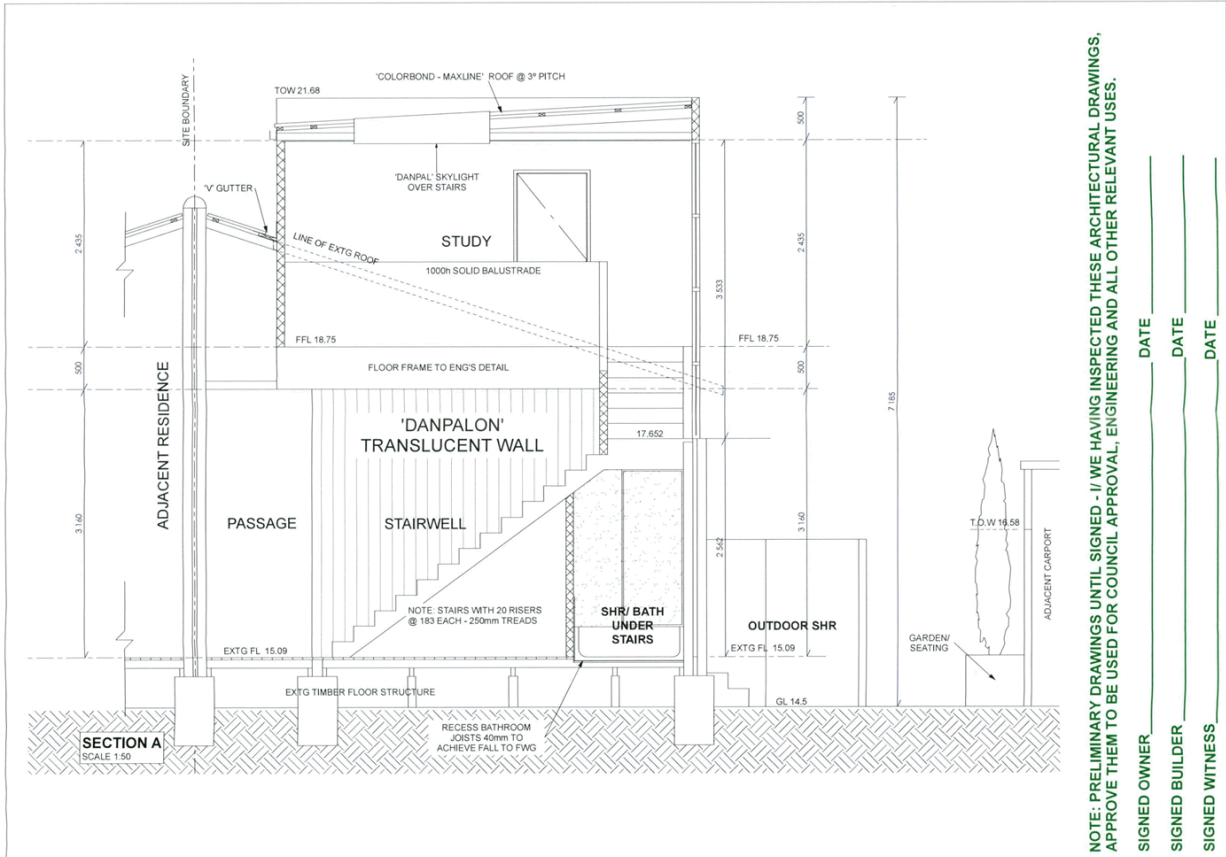 SITE BOUNDARY
'COLORBOND - MAXLINE' ROOF @ 3° PITCH
TOW 21.68
500
'V' GUTTER
'DANPAL' SKYLIGHT
OVER STAIRS
LINE OF EXTG ROOF
STUDY
1000h SOLID BALUSTRADE
2 435
3 533
2 435
FFL 18.75
FFL 18.75
500
FLOOR FRAME TO ENG'S DETAIL
500
7 185
ADJACENT RESIDENCE
'DANPALON'
TRANSLUCENT WALL
17.652
PASSAGE
STAIRWELL
3 160
2 562
3 160
T.O.W 16.58
ADJACENT CARPORT
NOTE: STAIRS WITH 20 RISERS
@ 183 EACH - 250mm TREADS
SHR/ BATH
UNDER
STAIRS
OUTDOOR SHR
GARDEN/
SEATING
EXTG FL 15.09
EXTG FL 15.09
EXTG TIMBER FLOOR STRUCTURE
GL 14.5
RECESS BATHROOM
JOISTS 40mm TO
ACHIEVE FALL TO FWG
SECTION A
SCALE 1:50
NOTE: PRELIMINARY DRAWINGS UNTIL SIGNED - I/ WE HAVING INSPECTED THESE ARCHITECTURAL DRAWINGS,
APPROVE THEM TO BE USED FOR COUNCIL APPROVAL, ENGINEERING AND ALL OTHER RELEVANT USES.
SIGNED OWNER DATE
SIGNED BUILDER DATE
SIGNED WITNESS DATE